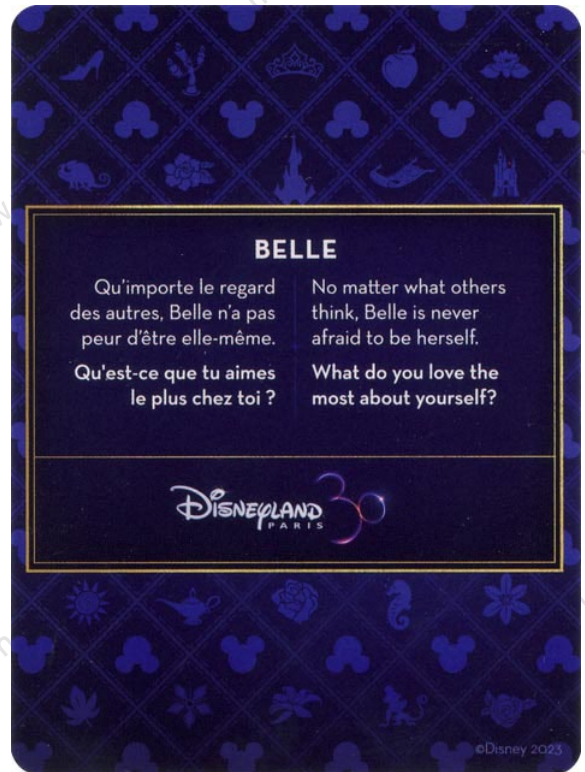 BELLE
Qu'importe le regard
des autres, Belle n'a pas
peur d'être elle-même.
Qu'est-ce que tu aimes
le plus chez toi ?
No matter what others
think, Belle is never
afraid to be herself.
What do you love the
most about yourself?
Disneyland
PARIS
30
©Disney 2023